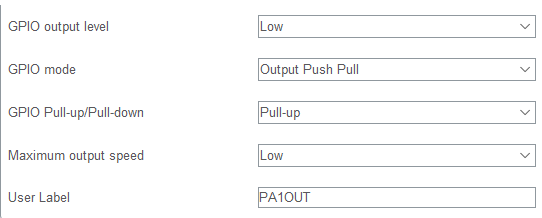 GPIO output level Low
GPIO mode Output Push Pull
GPIO Pull-up/Pull-down Pull-up
Maximum output speed Low
User Label PA1OUT